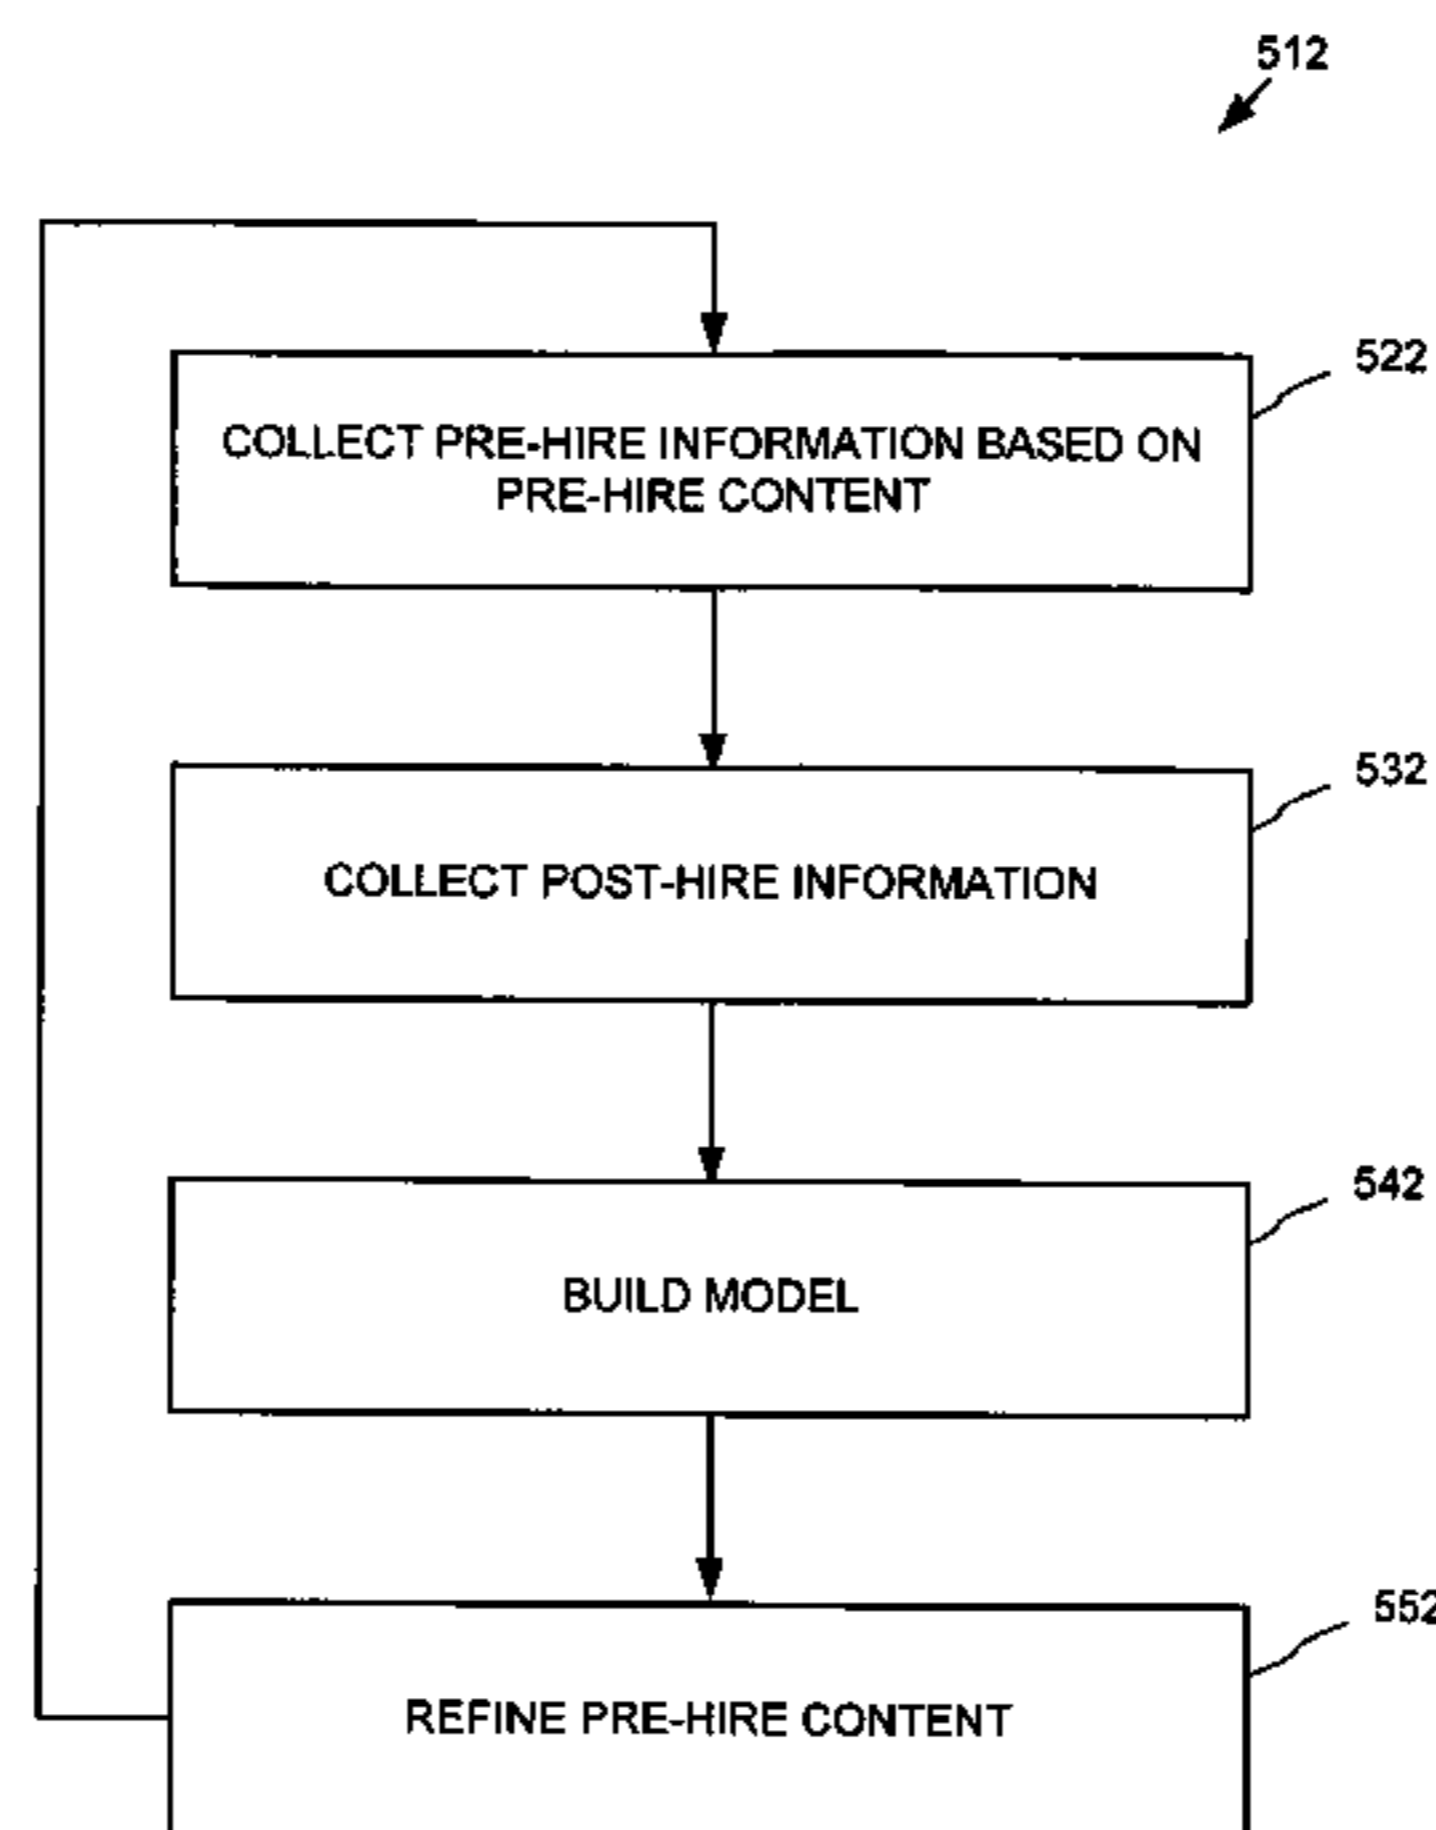 512
522
COLLECT PRE-HIRE INFORMATION BASED ON
PRE-HIRE CONTENT
532
COLLECT POST-HIRE INFORMATION
542
BUILD MODEL
552
REFINE PRE-HIRE CONTENT